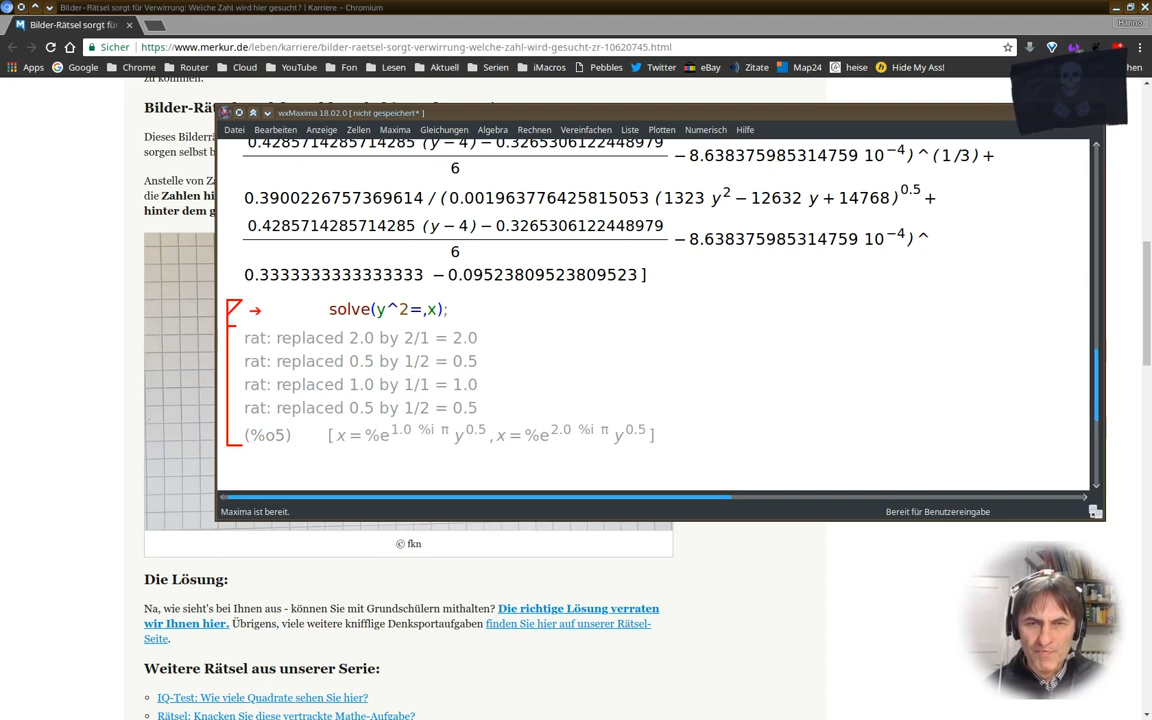 Bilder-Rätsel sorgt für Verwirrung: Welche Zahl wird hier gesucht? | Karriere – Chromium
Bilder-Rätsel sorgt für
Hanno
Sicher
https://www.merkur.de/leben/karriere/bilder-raetsel-sorgt-verwirrung-welche-zahl-wird-gesucht-zr-10620745.html
Apps Google Chrome Router Cloud YouTube Fon Lesen Aktuell Serien iMacros Pebbles Twitter eBay Zitate Map24 heise Hide My Ass!
zu können.
Bilder-Rä
Dieses Bilderr
sorgen selbst b
Anstelle von Z
die Zahlen hi
hinter dem g
wxMaxima 18.02.0 [ nicht gespeichert* ]
Datei Bearbeiten Anzeige Zellen Maxima Gleichungen Algebra Rechnen Vereinfachen Liste Plotten Numerisch Hilfe
0.4285714285714285 (y−4)−0.3265306122448979
6
−8.638375985314759 10^−4)^(1/3)+
0.3900226757369614/(0.001963776425815053 (1323 y^2−12632 y+14768)^0.5+
0.4285714285714285 (y−4)−0.3265306122448979
6
−8.638375985314759 10^−4)^
0.3333333333333333 −0.09523809523809523]
solve(y^2=,x);
rat: replaced 2.0 by 2/1 = 2.0
rat: replaced 0.5 by 1/2 = 0.5
rat: replaced 1.0 by 1/1 = 1.0
rat: replaced 0.5 by 1/2 = 0.5
(%o5) [x=%e^1.0 %i π y^0.5,x=%e^2.0 %i π y^0.5]
Maxima ist bereit.
Bereit für Benutzereingabe
© fkn
Die Lösung:
Na, wie sieht's bei Ihnen aus - können Sie mit Grundschülern mithalten? Die richtige Lösung verraten
wir Ihnen hier. Übrigens, viele weitere knifflige Denksportaufgaben finden Sie hier auf unserer Rätsel-
Seite.
Weitere Rätsel aus unserer Serie:
IQ-Test: Wie viele Quadrate sehen Sie hier?
Rätsel: Knacken Sie diese vertrackte Mathe-Aufgabe?